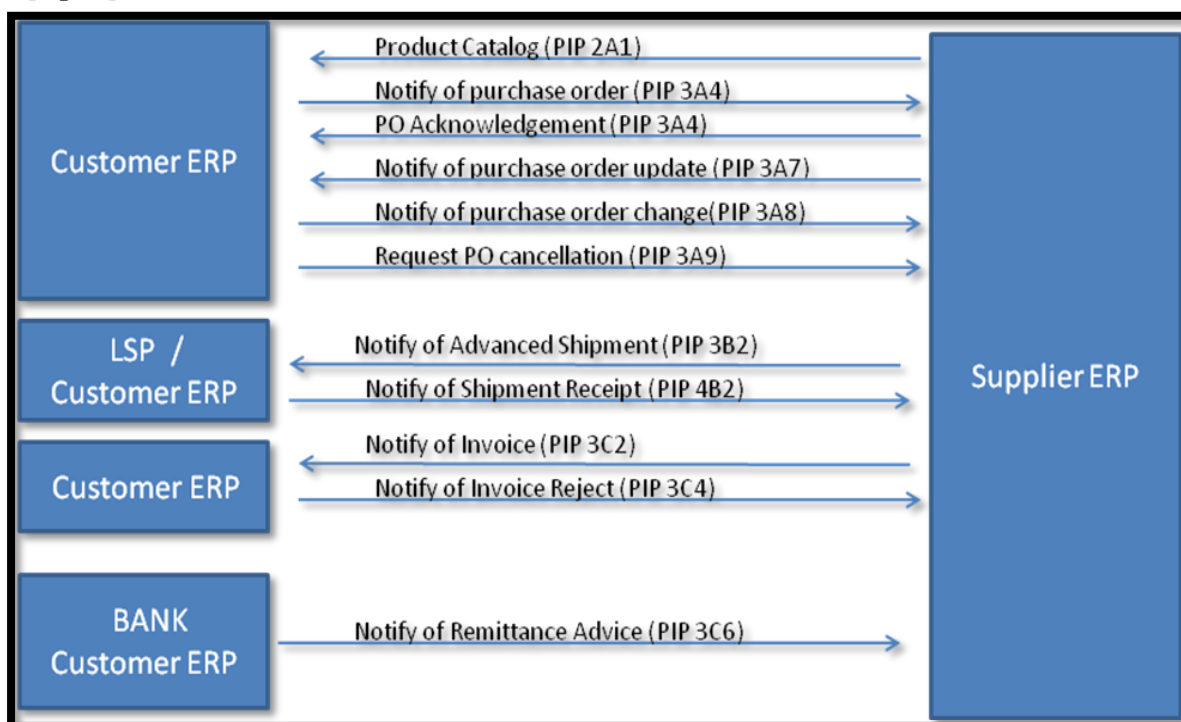 Product Catalog (PIP 2A1)
Notify of purchase order (PIP 3A4)
PO Acknowledgement (PIP 3A4)
Customer ERP
Notify of purchase order update (PIP 3A7)
Notify of purchase order change(PIP 3A8)
Request PO cancellation (PIP 3A9)
LSP /
Customer ERP
Notify of Advanced Shipment (PIP 3B2)
Notify of Shipment Receipt (PIP 4B2)
Supplier ERP
Customer ERP
Notify of Invoice (PIP 3C2)
Notify of Invoice Reject (PIP 3C4)
BANK
Customer ERP
Notify of Remittance Advice (PIP 3C6)